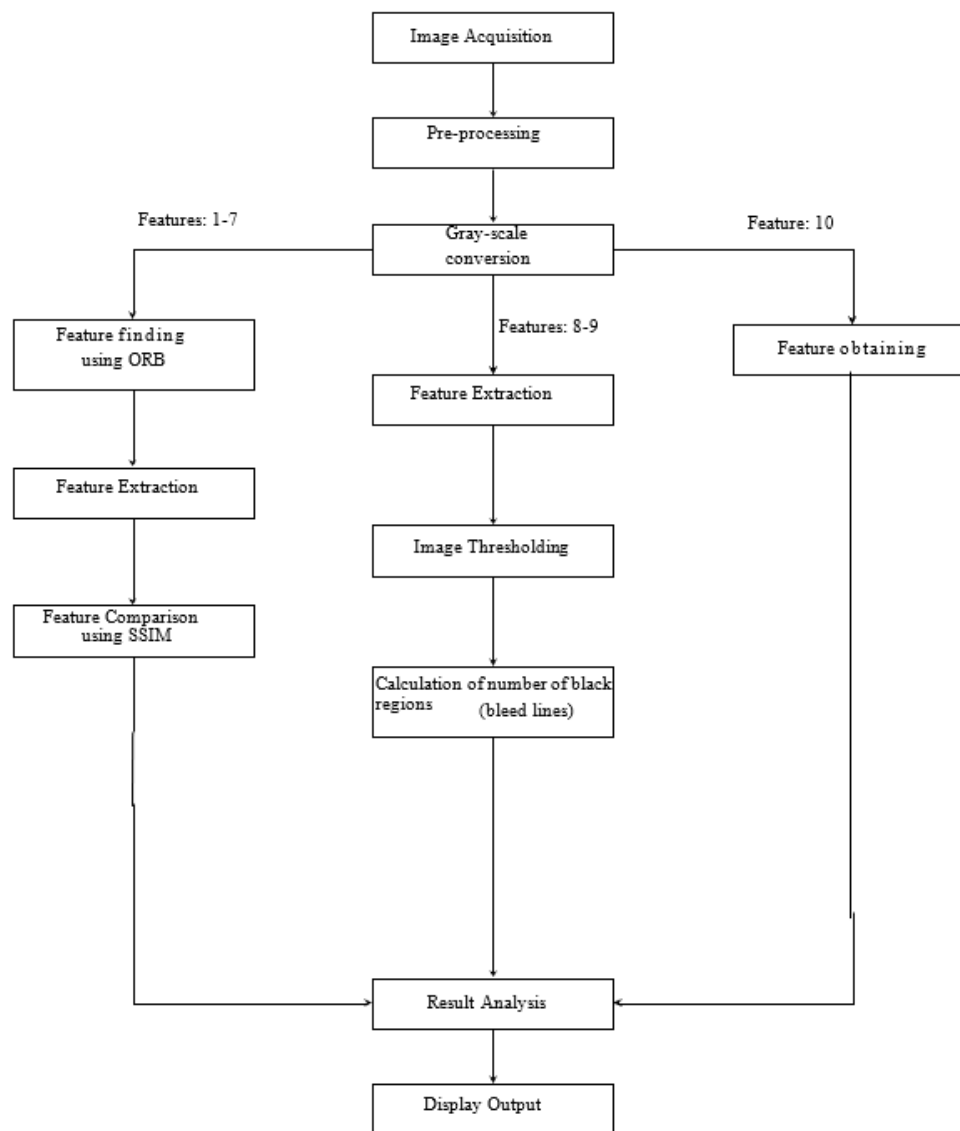 Image Acquisition
Pre-processing
Features: 1-7
Gray-scale
conversion
Feature: 10
Feature finding
using ORB
Features: 8-9
Feature obtaining
Feature Extraction
Feature Extraction
Image Thresholding
Feature Comparison
using SSIM
Calculation of number of black
regions (bleed lines)
Result Analysis
Display Output